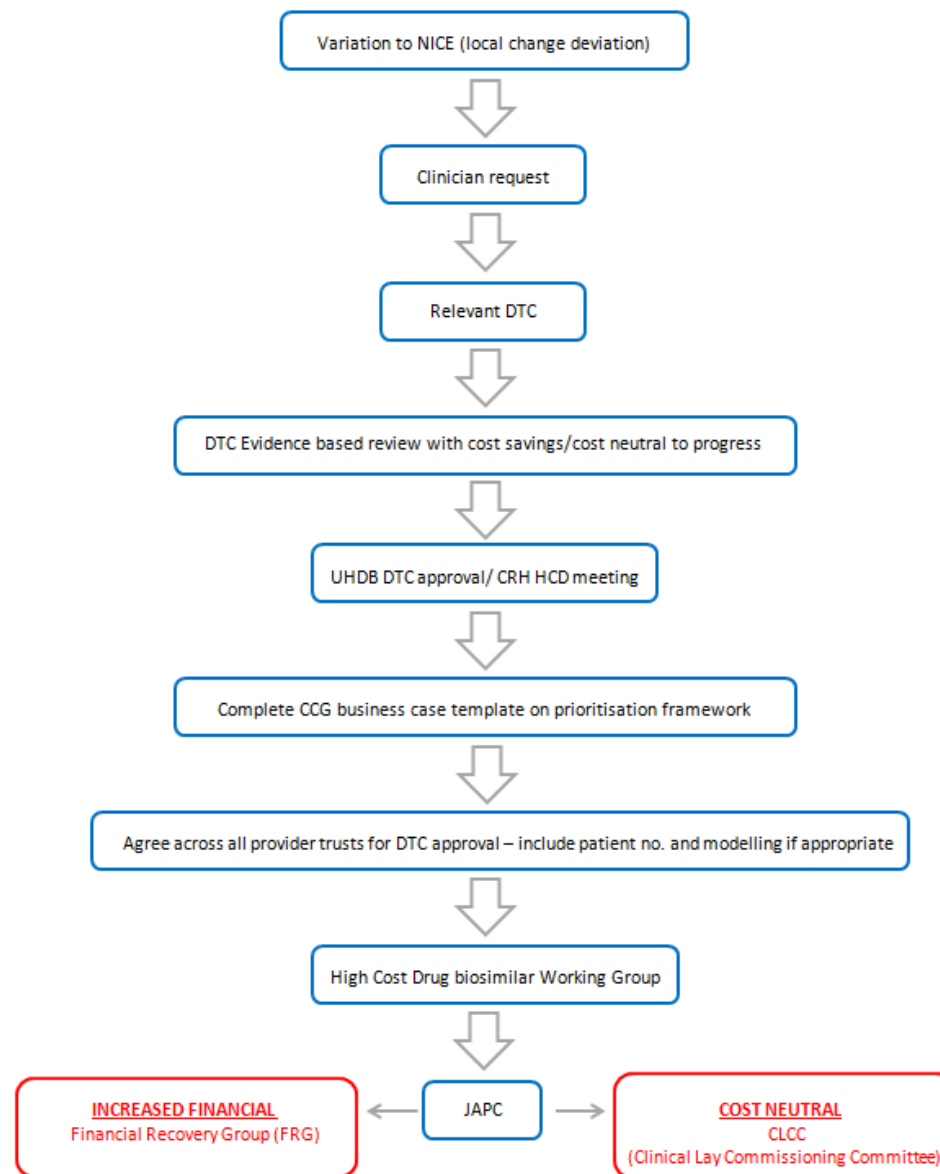 Variation to NICE (local change deviation)
Clinician request
Relevant DTC
DTC Evidence based review with cost savings/cost neutral to progress
UHDB DTC approval/ CRH HCD meeting
Complete CCG business case template on prioritisation framework
Agree across all provider trusts for DTC approval – include patient no. and modelling if appropriate
High Cost Drug biosimilar Working Group
INCREASED FINANCIAL
Financial Recovery Group (FRG)
JAPC
COST NEUTRAL
CLCC
(Clinical Lay Commissioning Committee)